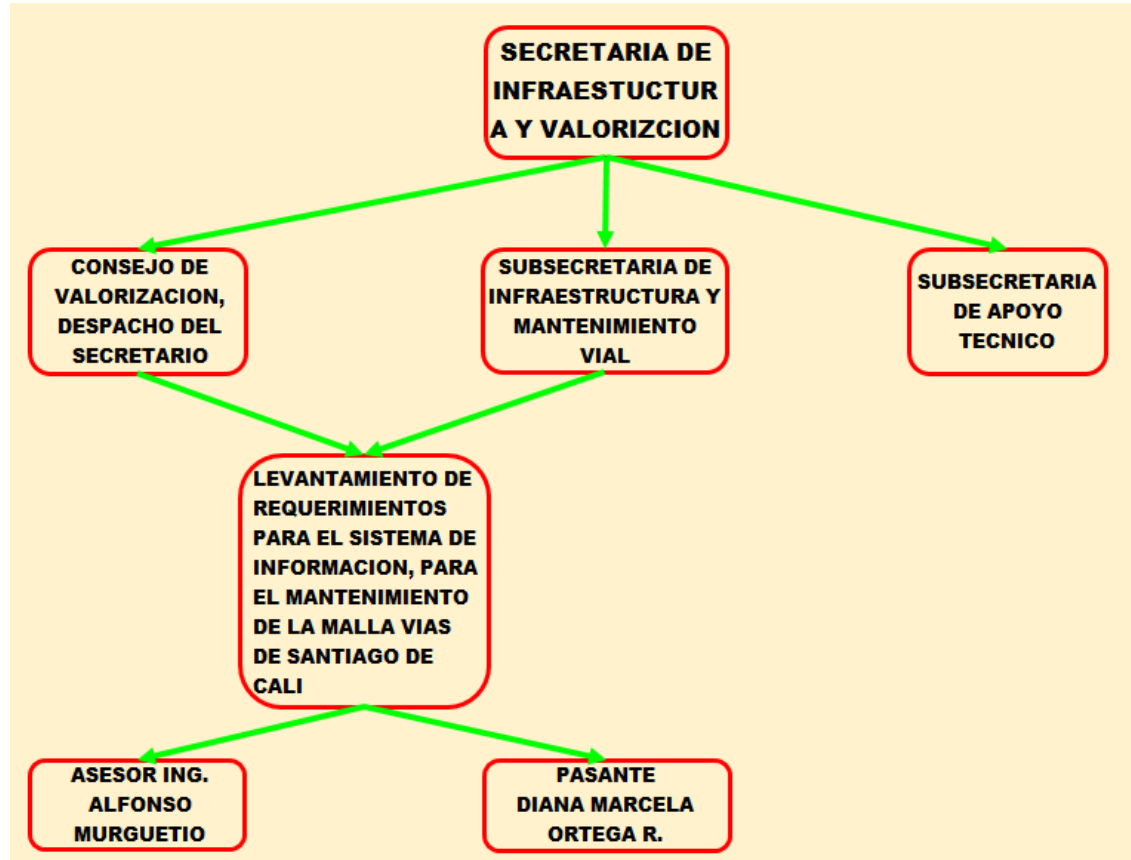 SECRETARIA DE
INFRAESTUCTUR
A Y VALORIZCION
CONSEJO DE
VALORIZACION,
DESPACHO DEL
SECRETARIO
SUBSECRETARIA DE
INFRAESTRUCTURA Y
MANTENIMIENTO
VIAL
SUBSECRETARIA
DE APOYO
TECNICO
LEVANTAMIENTO DE
REQUERIMIENTOS
PARA EL SISTEMA DE
INFORMACION, PARA
EL MANTENIMIENTO
DE LA MALLA VIAS
DE SANTIAGO DE
CALI
ASESOR ING.
ALFONSO
MURGUETIO
PASANTE
DIANA MARCELA
ORTEGA R.